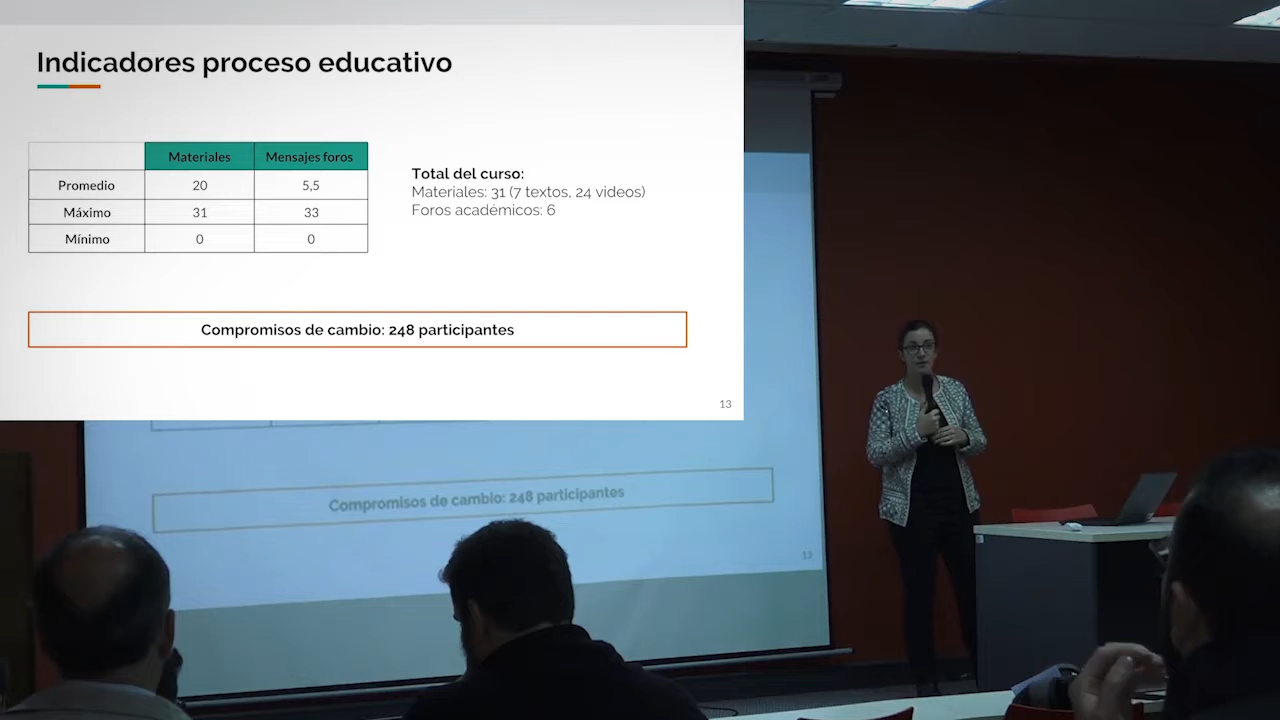 Indicadores proceso educativo
Materiales Mensajes foros
Promedio 20 5,5
Máximo 31 33
Mínimo 0 0
Total del curso:
Materiales: 31 (7 textos, 24 videos)
Foros académicos: 6
Compromisos de cambio: 248 participantes
13
Compromisos de cambio: 248 participantes
13